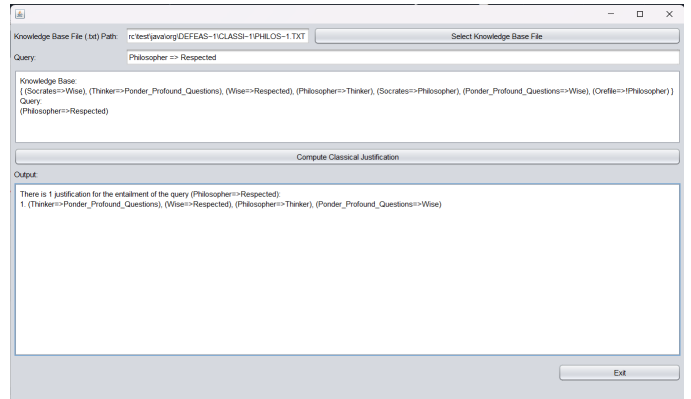 Knowledge Base File (.txt) Path: rc\test\java\org\DEFEAS~1\CLASSI~1\PHILOS~1.TXT Select Knowledge Base File
Query: Philosopher => Respected
Knowledge Base:
{ (Socrates=>Wise), (Thinker=>Ponder_Profound_Questions), (Wise=>Respected), (Philosopher=>Thinker), (Socrates=>Philosopher), (Ponder_Profound_Questions=>Wise), (Orefile=>!Philosopher) }
Query:
(Philosopher=>Respected)
Compute Classical Justification
Output:
There is 1 justification for the entailment of the query (Philosopher=>Respected):
1. (Thinker=>Ponder_Profound_Questions), (Wise=>Respected), (Philosopher=>Thinker), (Ponder_Profound_Questions=>Wise)
Exit